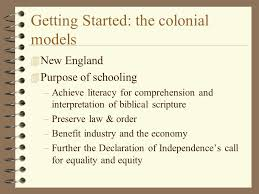 Getting Started: the colonial
models
New England
Purpose of schooling
– Achieve literacy for comprehension and
interpretation of biblical scripture
– Preserve law & order
– Benefit industry and the economy
– Further the Declaration of Independence's call
for equality and equity